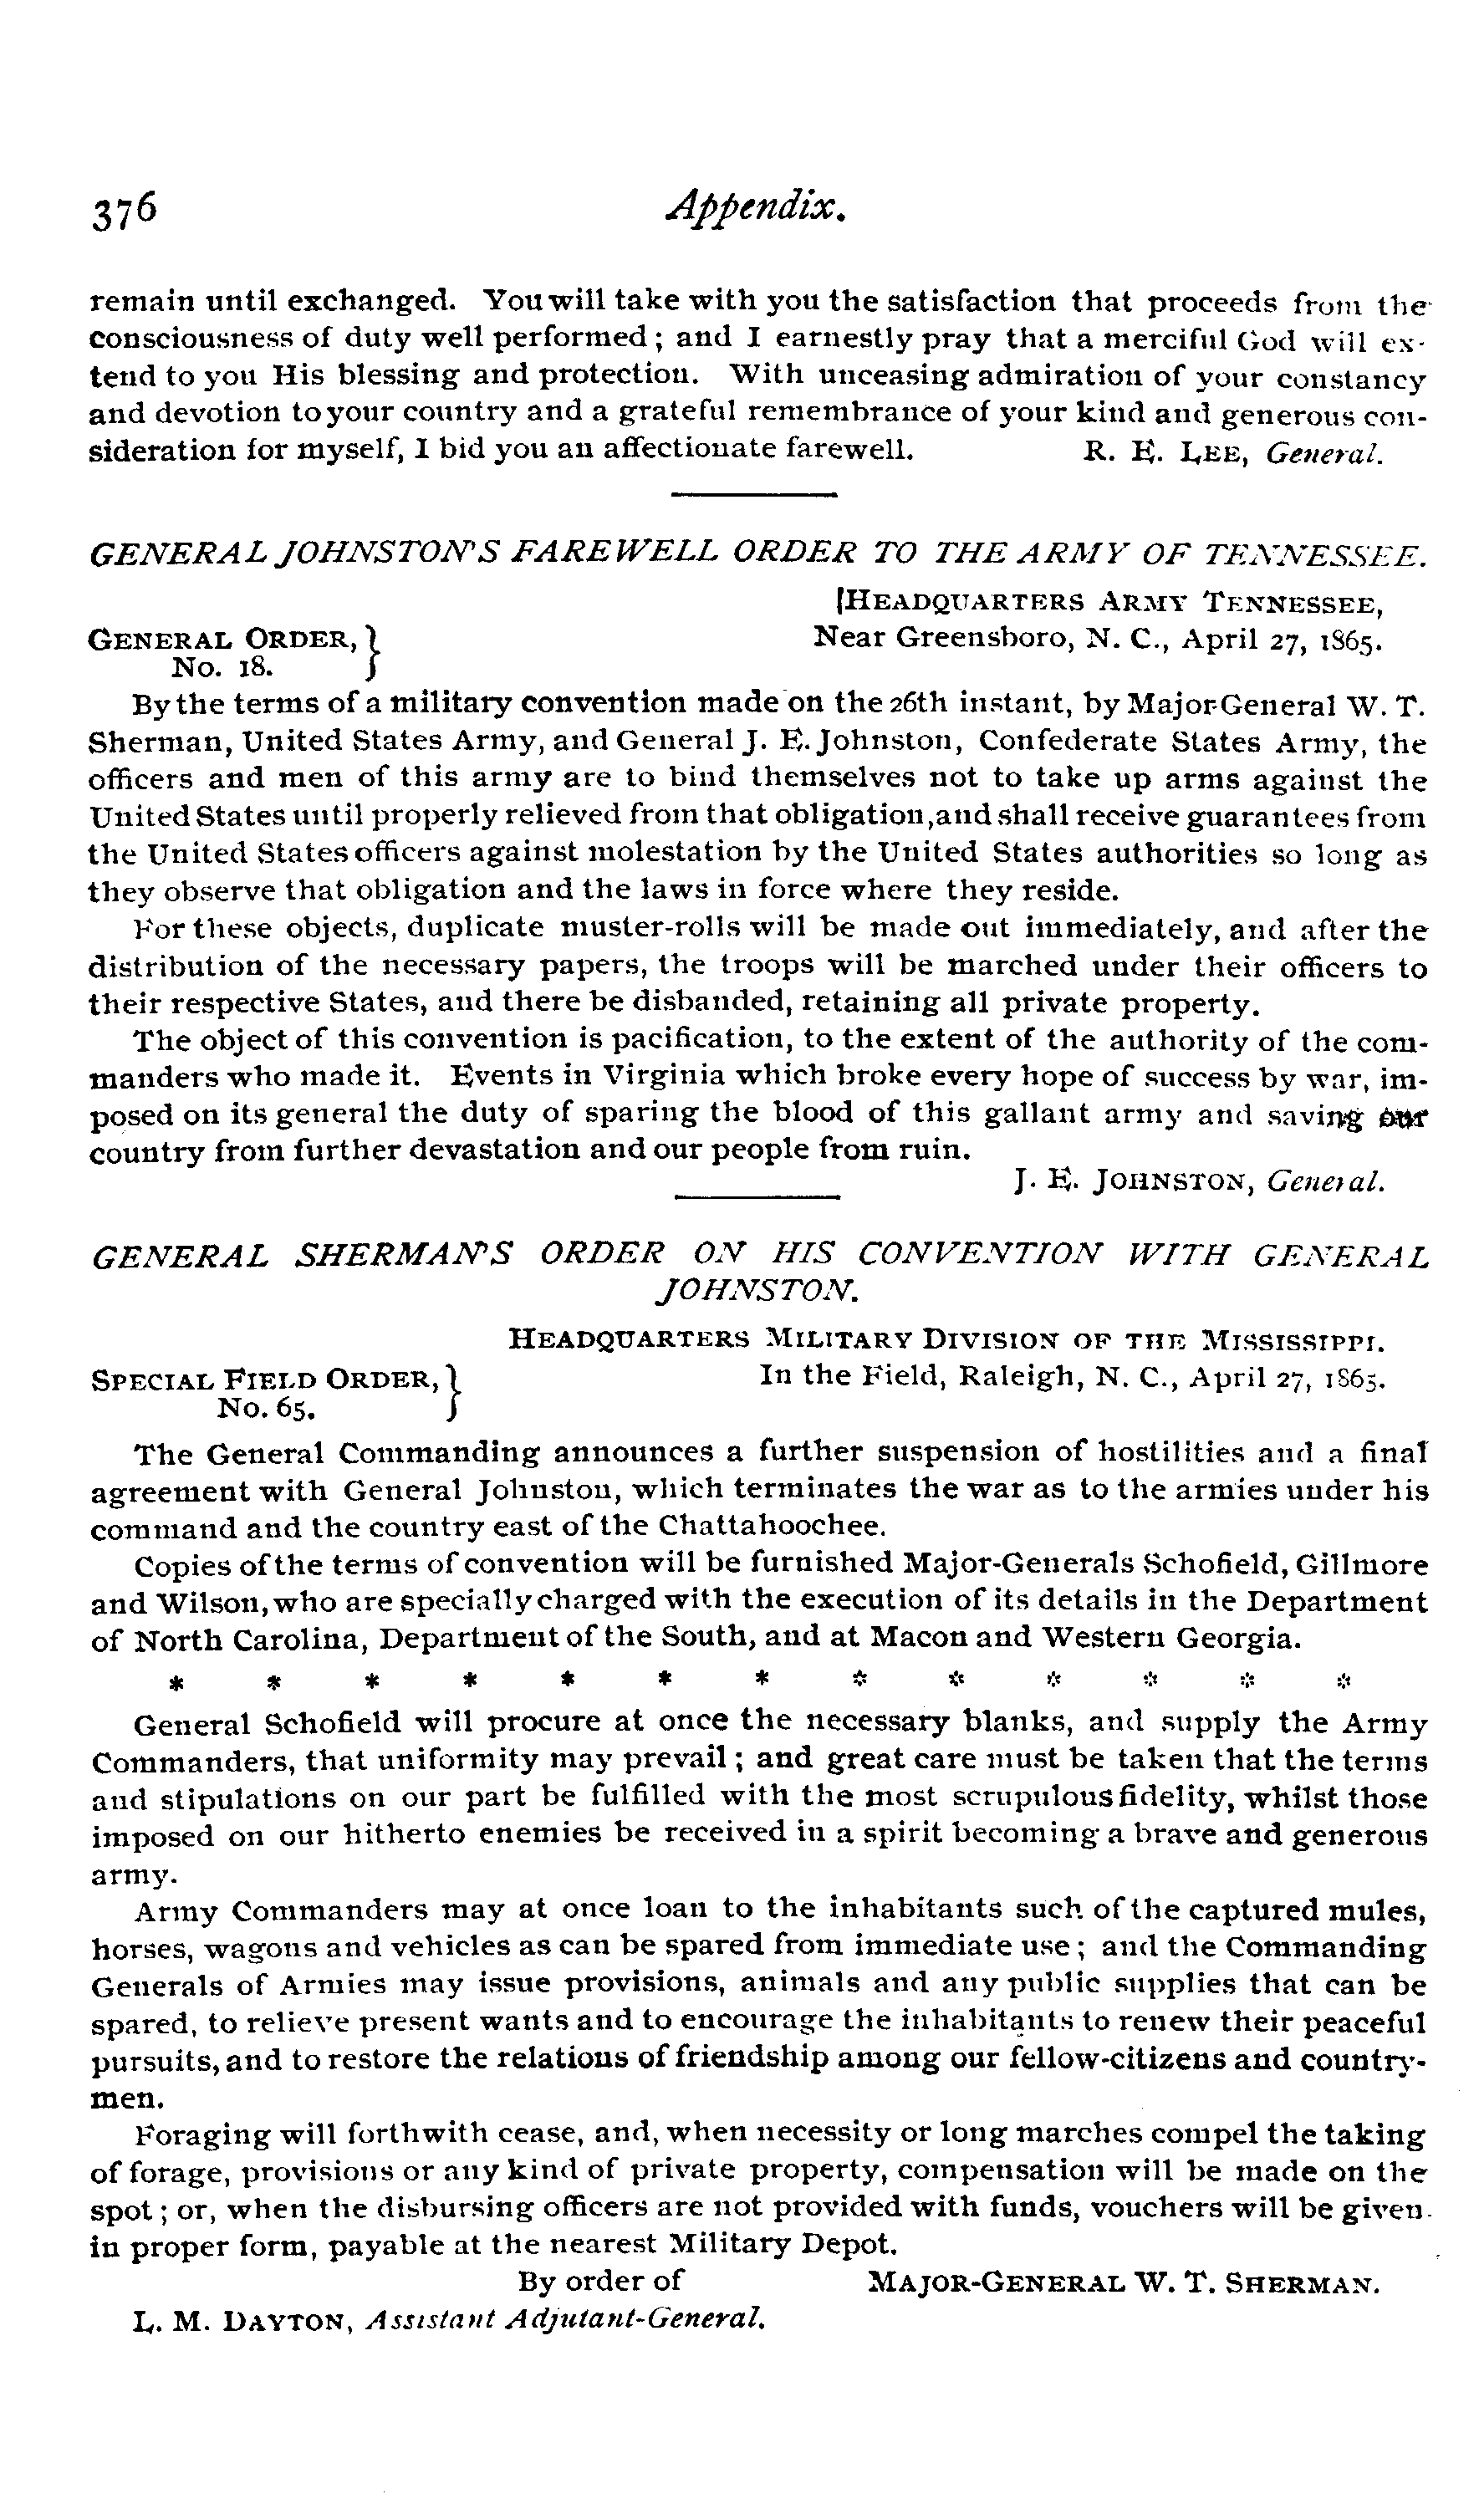 376 Appendix.
remain until exchanged. You will take with you the satisfaction that proceeds from the
consciousness of duty well performed; and I earnestly pray that a merciful God will ex-
tend to you His blessing and protection. With unceasing admiration of your constancy
and devotion to your country and a grateful remembrance of your kind and generous con-
sideration for myself, I bid you an affectionate farewell. R. E. LEE, General.
GENERAL JOHNSTON'S FAREWELL ORDER TO THE ARMY OF TENNESSEE.
[HEADQUARTERS ARMY TENNESSEE,
GENERAL ORDER, } Near Greensboro, N. C., April 27, 1865.
No. 18.
By the terms of a military convention made on the 26th instant, by Major-General W. T.
Sherman, United States Army, and General J. E. Johnston, Confederate States Army, the
officers and men of this army are to bind themselves not to take up arms against the
United States until properly relieved from that obligation, and shall receive guarantees from
the United States officers against molestation by the United States authorities so long as
they observe that obligation and the laws in force where they reside.
For these objects, duplicate muster-rolls will be made out immediately, and after the
distribution of the necessary papers, the troops will be marched under their officers to
their respective States, and there be disbanded, retaining all private property.
The object of this convention is pacification, to the extent of the authority of the com-
manders who made it. Events in Virginia which broke every hope of success by war, im-
posed on its general the duty of sparing the blood of this gallant army and saving our
country from further devastation and our people from ruin.
J. E. JOHNSTON, General.
GENERAL SHERMAN'S ORDER ON HIS CONVENTION WITH GENERAL
JOHNSTON.
HEADQUARTERS MILITARY DIVISION OF THE MISSISSIPPI.
SPECIAL FIELD ORDER, } In the Field, Raleigh, N. C., April 27, 1865.
No. 65.
The General Commanding announces a further suspension of hostilities and a final
agreement with General Johnston, which terminates the war as to the armies under his
command and the country east of the Chattahoochee.
Copies of the terms of convention will be furnished Major-Generals Schofield, Gillmore
and Wilson, who are specially charged with the execution of its details in the Department
of North Carolina, Department of the South, and at Macon and Western Georgia.
* * * * * * * * * * * * *
General Schofield will procure at once the necessary blanks, and supply the Army
Commanders, that uniformity may prevail; and great care must be taken that the terms
and stipulations on our part be fulfilled with the most scrupulous fidelity, whilst those
imposed on our hitherto enemies be received in a spirit becoming a brave and generous
army.
Army Commanders may at once loan to the inhabitants such of the captured mules,
horses, wagons and vehicles as can be spared from immediate use; and the Commanding
Generals of Armies may issue provisions, animals and any public supplies that can be
spared, to relieve present wants and to encourage the inhabitants to renew their peaceful
pursuits, and to restore the relations of friendship among our fellow-citizens and country-
men.
Foraging will forthwith cease, and, when necessity or long marches compel the taking
of forage, provisions or any kind of private property, compensation will be made on the
spot; or, when the disbursing officers are not provided with funds, vouchers will be given
in proper form, payable at the nearest Military Depot.
By order of MAJOR-GENERAL W. T. SHERMAN.
L. M. DAYTON, Assistant Adjutant-General.